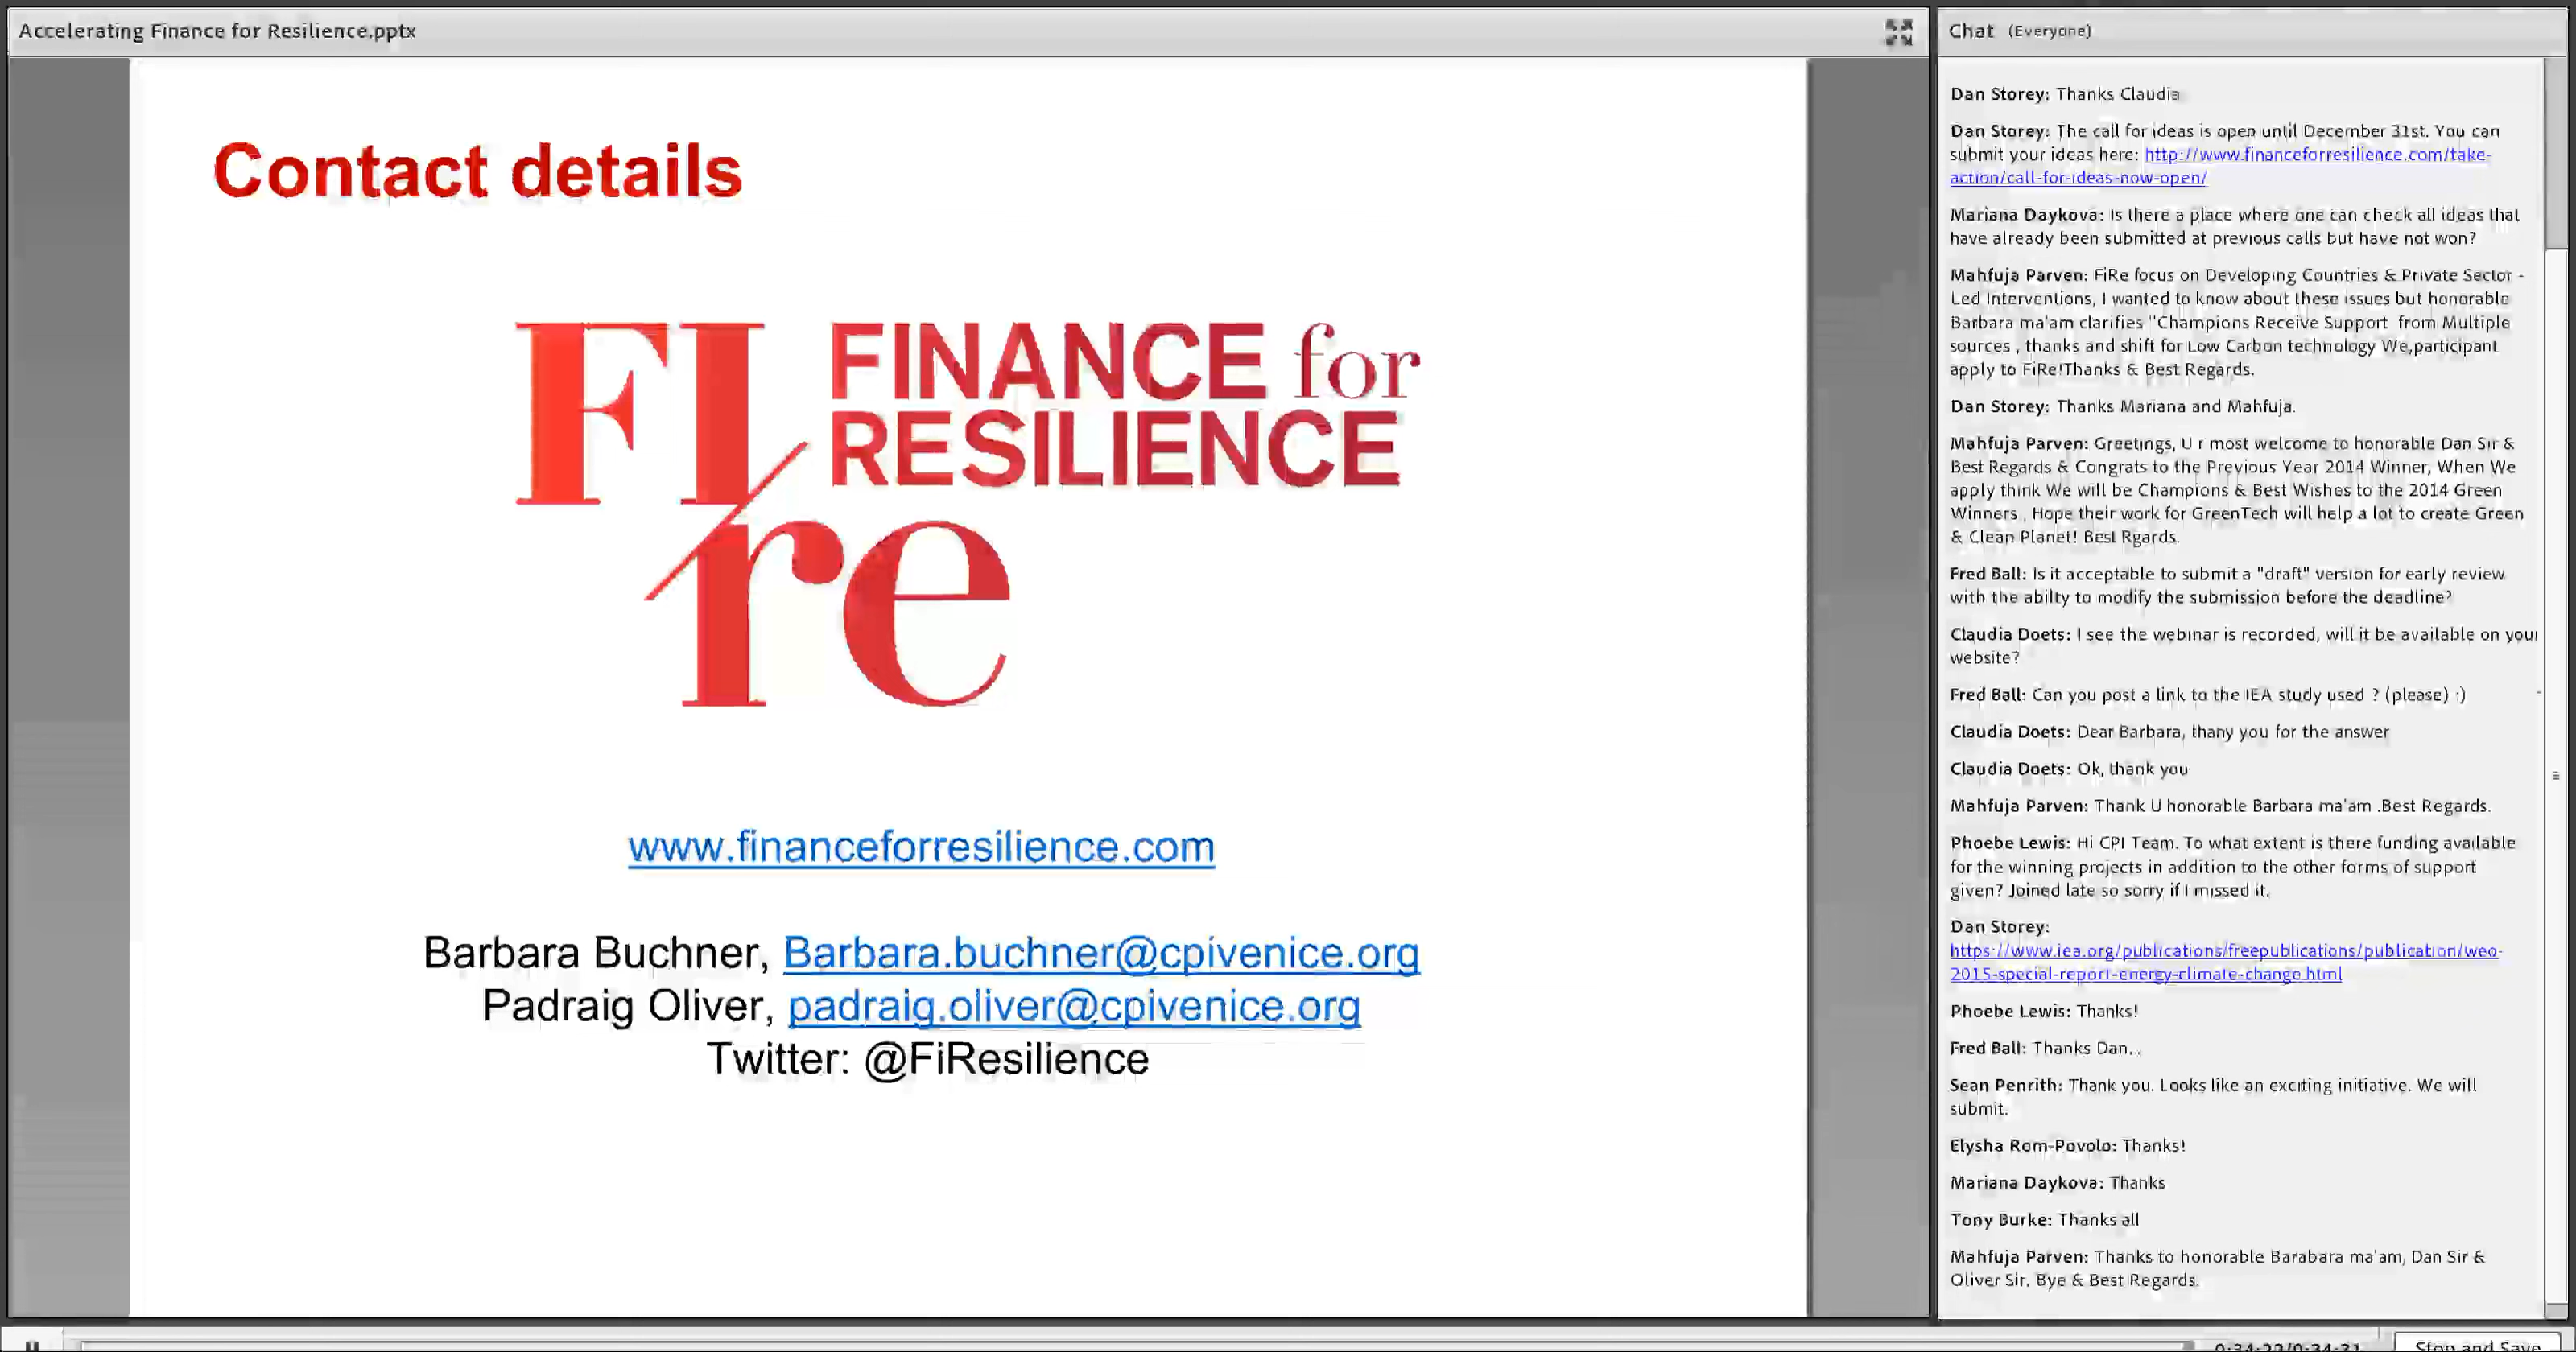 Accelerating Finance for Resilience.pptx
Contact details
FI
re
FINANCE for
RESILIENCE
www.financeforresilience.com
Barbara Buchner, Barbara.buchner@cpivenice.org
Padraig Oliver, padraig.oliver@cpivenice.org
Twitter: @FiResilience
Chat (Everyone)
Dan Storey: Thanks Claudia
Dan Storey: The call for ideas is open until December 31st. You can
submit your ideas here: http://www.financeforresilience.com/take-
action/call-for-ideas-now-open/
Mariana Daykova: Is there a place where one can check all ideas that
have already been submitted at previous calls but have not won?
Mahfuja Parven: FiRe focus on Developing Countries & Private Sector -
Led Interventions, I wanted to know about these issues but honorable
Barbara ma'am clarifies "Champions Receive Support from Multiple
sources , thanks and shift for Low Carbon technology We,participant
apply to FiRe!Thanks & Best Regards.
Dan Storey: Thanks Mariana and Mahfuja.
Mahfuja Parven: Greetings, U r most welcome to honorable Dan Sir &
Best Regards & Congrats to the Previous Year 2014 Winner, When We
apply think We will be Champions & Best Wishes to the 2014 Green
Winners , Hope their work for GreenTech will help a lot to create Green
& Clean Planet! Best Rgards.
Fred Ball: Is it acceptable to submit a "draft" version for early review
with the abilty to modify the submission before the deadline?
Claudia Doets: I see the webinar is recorded, will it be available on your
website?
Fred Ball: Can you post a link to the IEA study used ? (please) :)
Claudia Doets: Dear Barbara, thany you for the answer
Claudia Doets: Ok, thank you
Mahfuja Parven: Thank U honorable Barbara ma'am .Best Regards.
Phoebe Lewis: Hi CPI Team. To what extent is there funding available
for the winning projects in addition to the other forms of support
given? Joined late so sorry if I missed it.
Dan Storey:
https://www.iea.org/publications/freepublications/publication/weo-
2015-special-report-energy-climate-change.html
Phoebe Lewis: Thanks!
Fred Ball: Thanks Dan..
Sean Penrith: Thank you. Looks like an exciting initiative. We will
submit.
Elysha Rom-Povolo: Thanks!
Mariana Daykova: Thanks
Tony Burke: Thanks all
Mahfuja Parven: Thanks to honorable Barabara ma'am, Dan Sir &
Oliver Sir. Bye & Best Regards.
0:34:22/0:34:31
Stop and Save